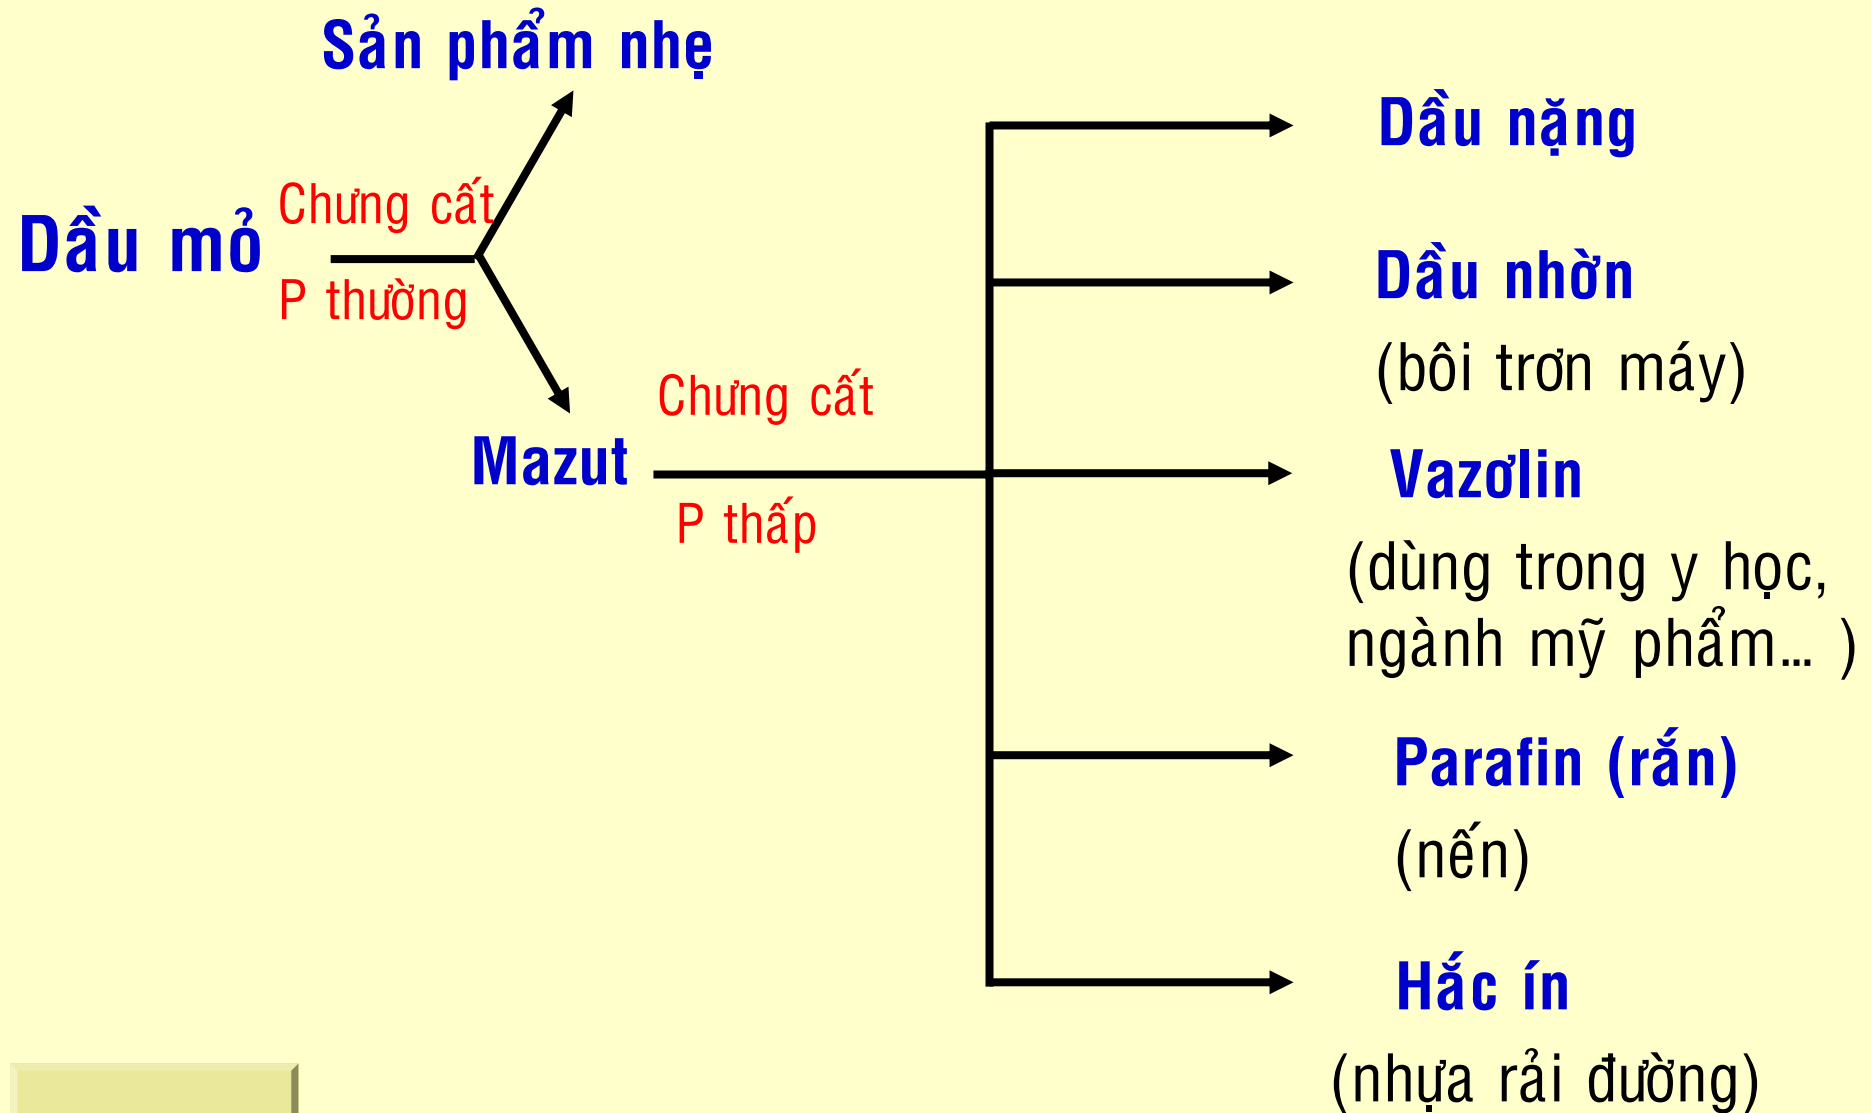 Sản phẩm nhẹ
Dầu mỏ
Chưng cất
P thường
Mazut
Chưng cất
P thấp
Dầu nặng
Dầu nhờn
(bôi trơn máy)
Vazơlin
(dùng trong y học,
ngành mỹ phẩm... )
Parafin (rắn)
(nến)
Hắc ín
(nhựa rải đường)